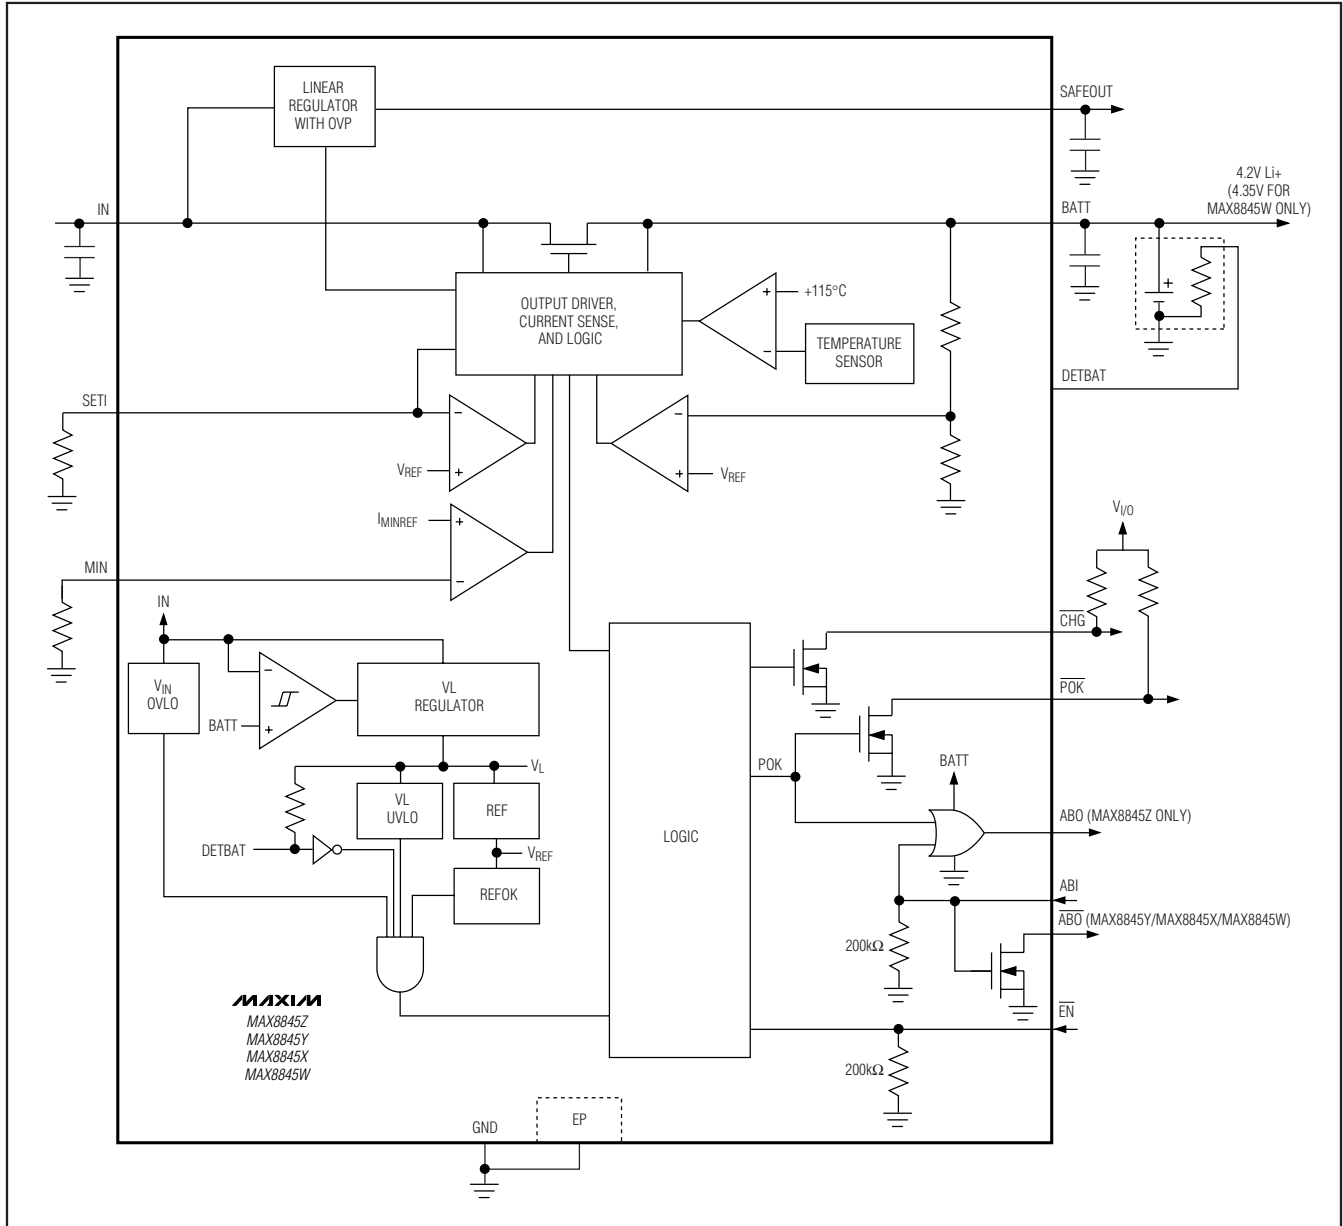 LINEAR
REGULATOR
WITH OVP
SAFEOUT
4.2V Li+
(4.35V FOR
MAX8845W ONLY)
IN
BATT
+
OUTPUT DRIVER,
CURRENT SENSE,
AND LOGIC
+
+115°C
−
TEMPERATURE
SENSOR
DETBAT
SETI
−
VREF
+
−
+
VREF
IMINREF
+
−
MIN
VI/O
IN
VIN
OVLO
−
BATT
+
VL
REGULATOR
CHG
POK
VL
VL
UVLO
REF
DETBAT
VREF
REFOK
LOGIC
POK
BATT
ABO (MAX8845Z ONLY)
ABI
ABO (MAX8845Y/MAX8845X/MAX8845W)
200kΩ
EN
200kΩ
MAXIM
MAX8845Z
MAX8845Y
MAX8845X
MAX8845W
GND
EP